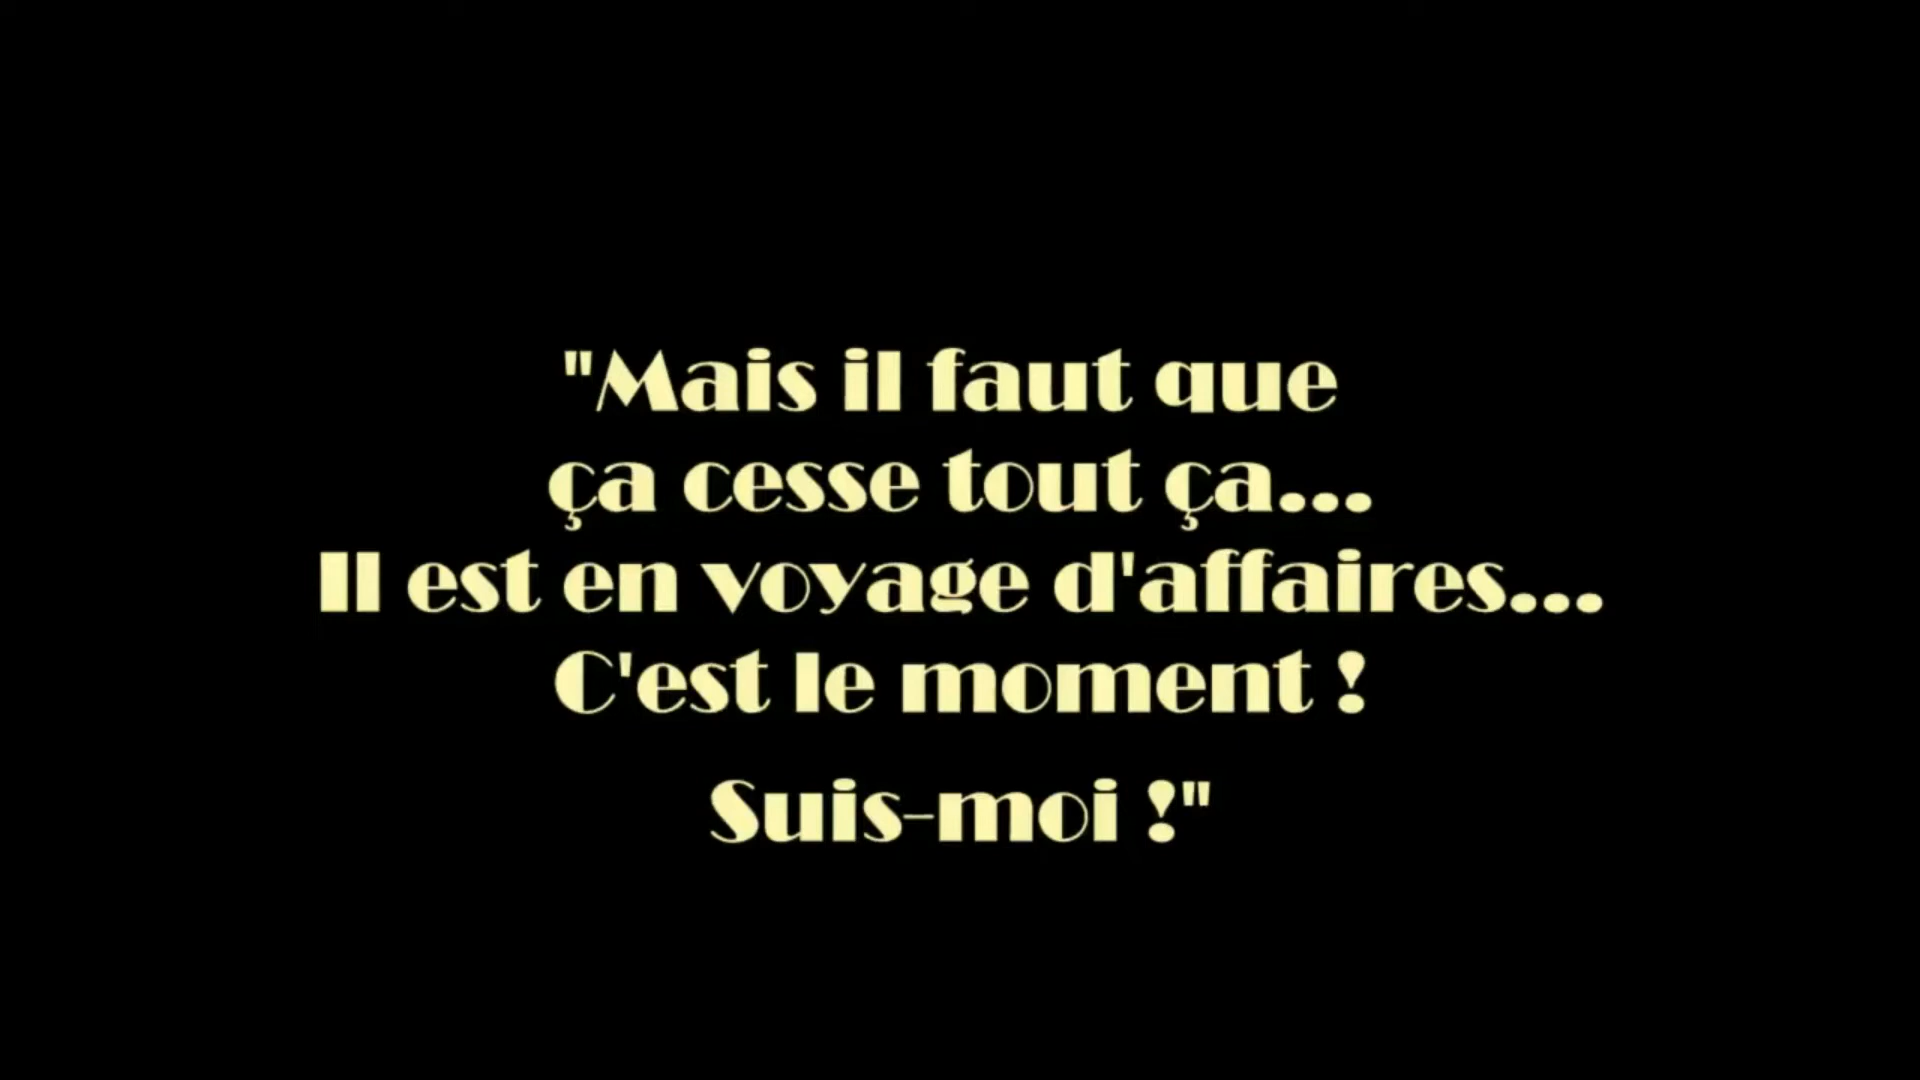 "Mais il faut que
ça cesse tout ça...
Il est en voyage d'affaires...
C'est le moment !
Suis-moi !"